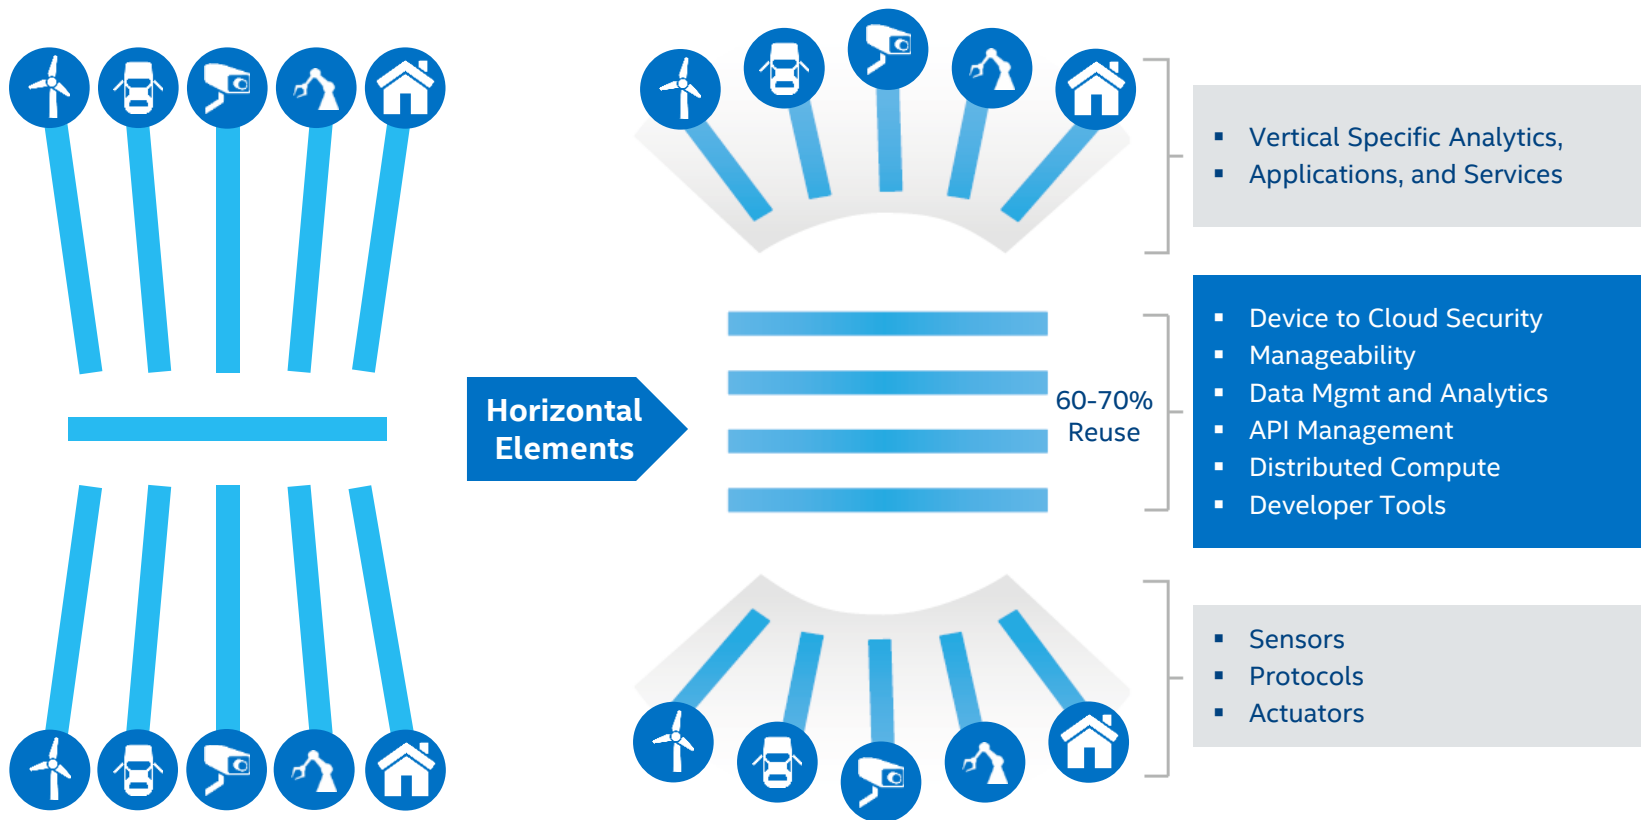 Horizontal
Elements
60-70%
Reuse
▪ Vertical Specific Analytics,
▪ Applications, and Services
▪ Device to Cloud Security
▪ Manageability
▪ Data Mgmt and Analytics
▪ API Management
▪ Distributed Compute
▪ Developer Tools
▪ Sensors
▪ Protocols
▪ Actuators